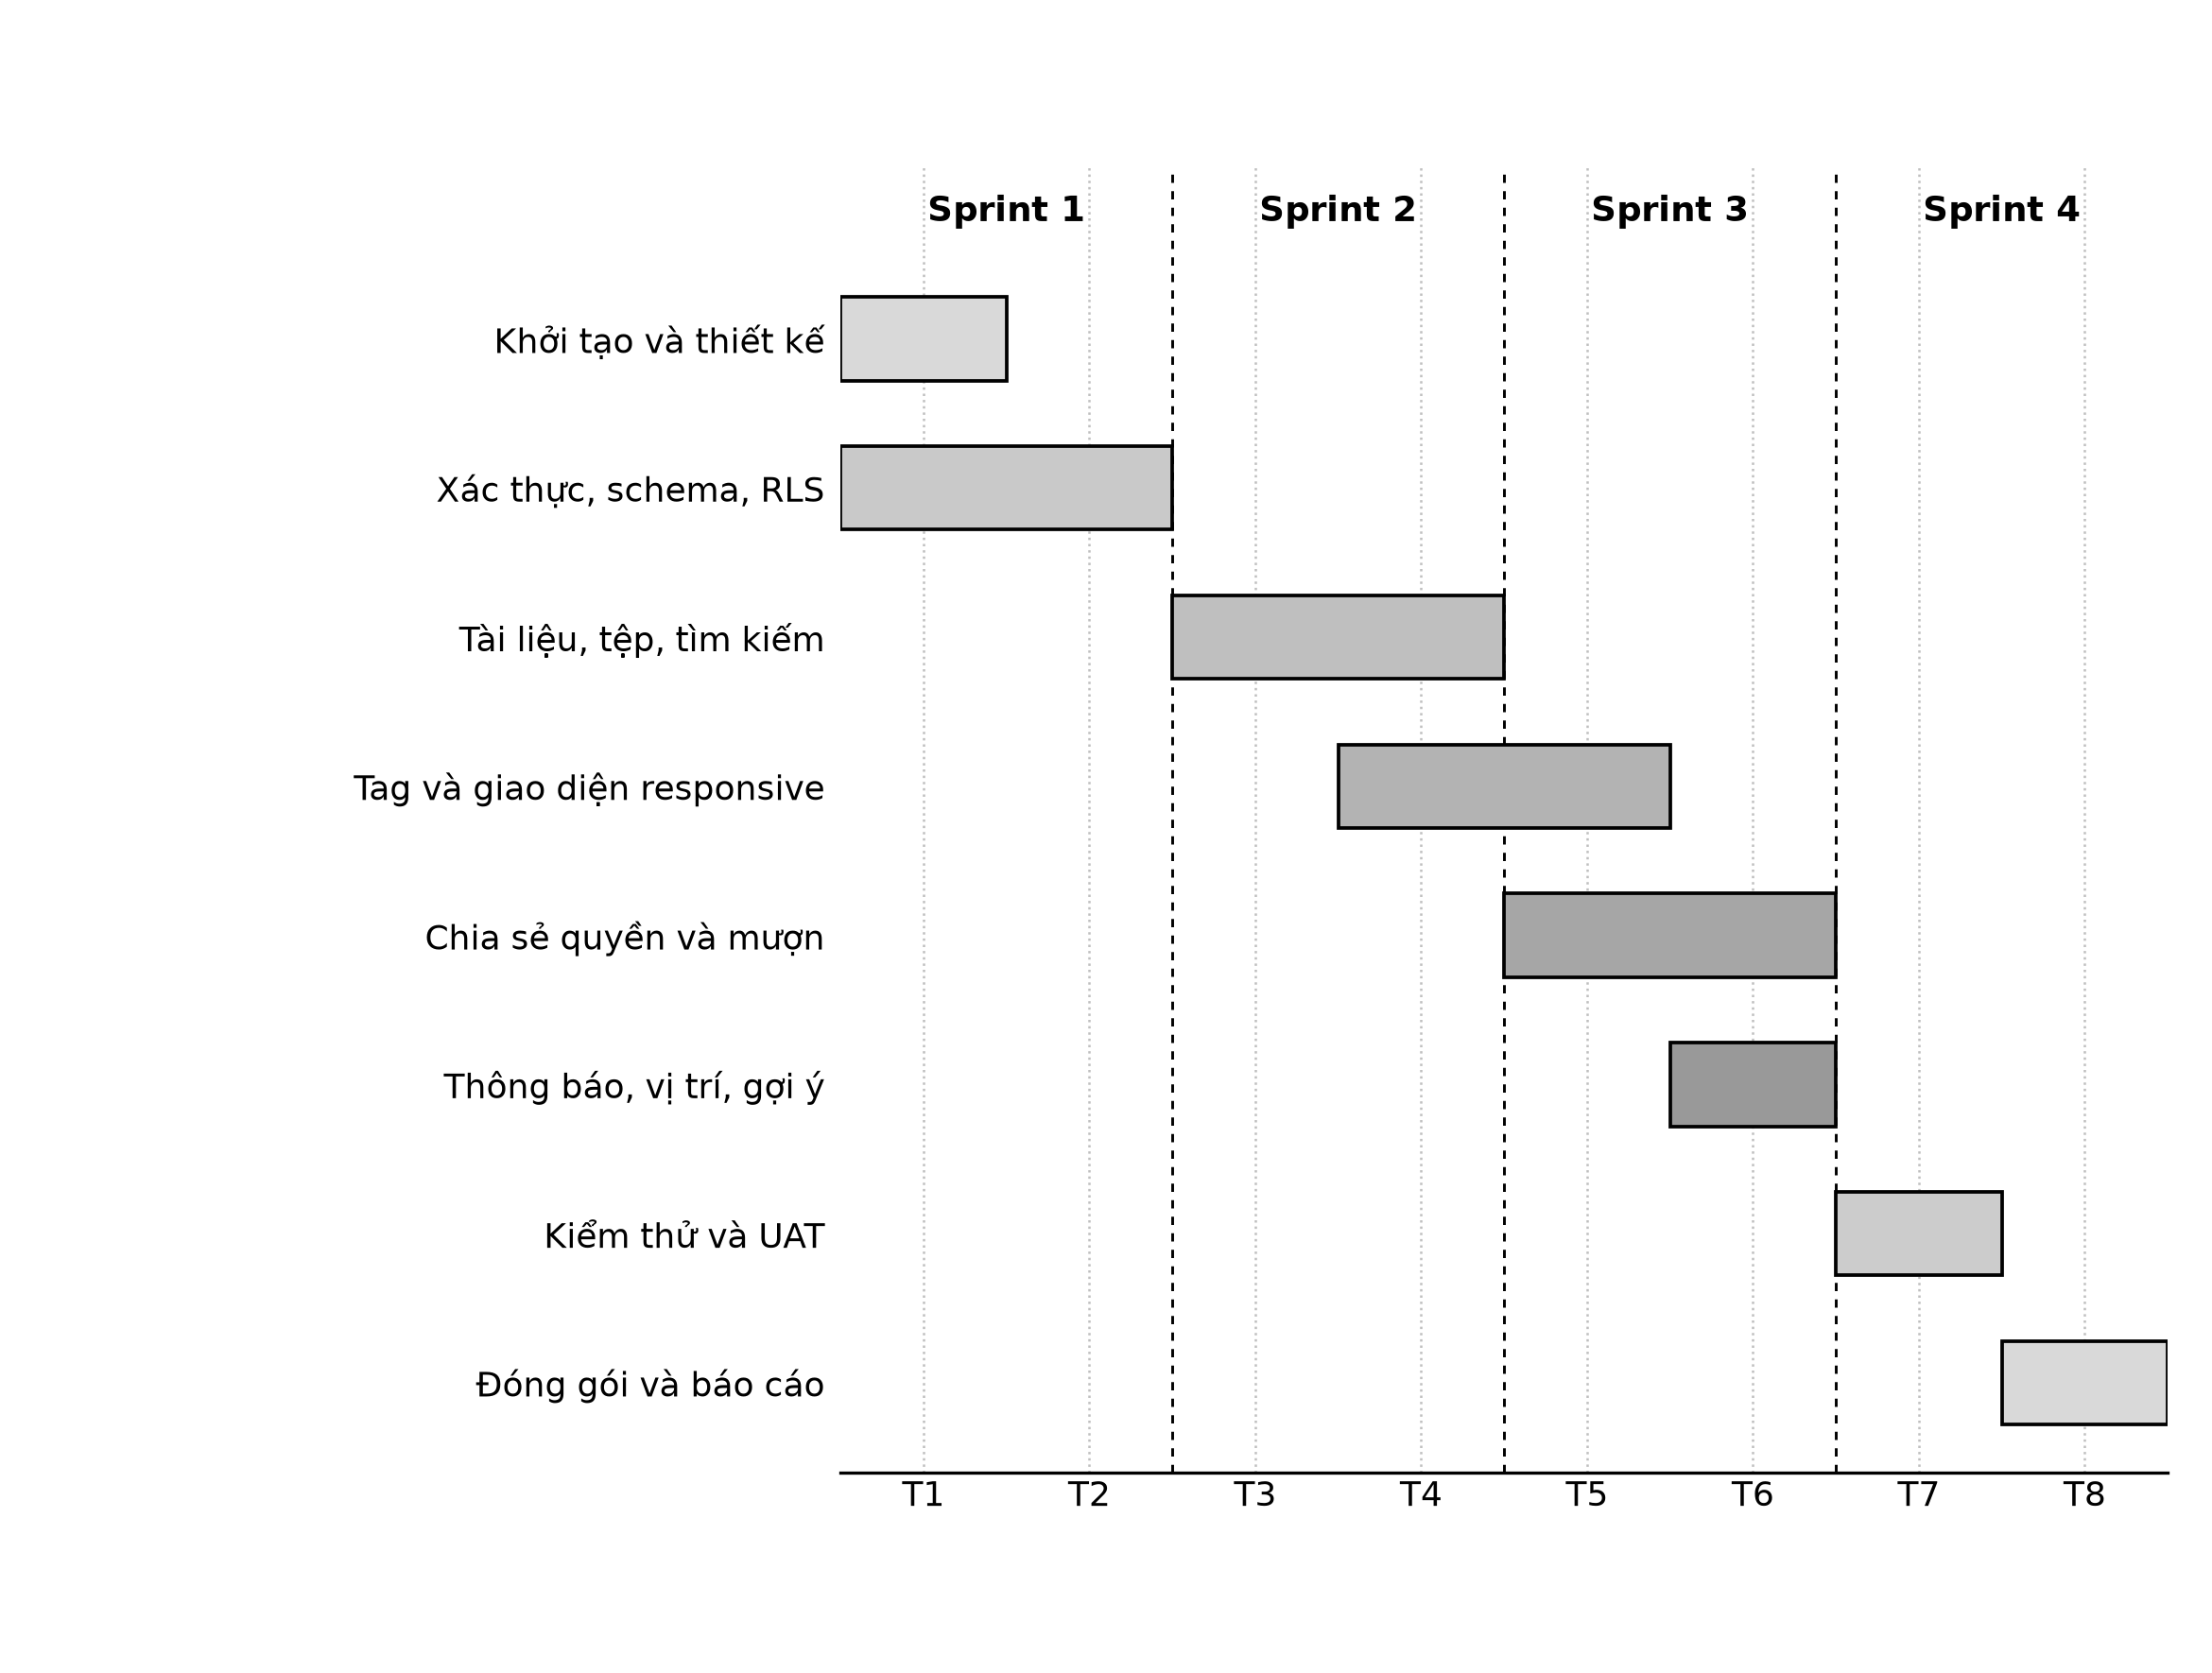 Sprint 1 Sprint 2 Sprint 3 Sprint 4
Khởi tạo và thiết kế
Xác thực, schema, RLS
Tài liệu, tệp, tìm kiếm
Tag và giao diện responsive
Chia sẻ quyền và mượn
Thông báo, vị trí, gợi ý
Kiểm thử và UAT
Đóng gói và báo cáo
T1 T2 T3 T4 T5 T6 T7 T8